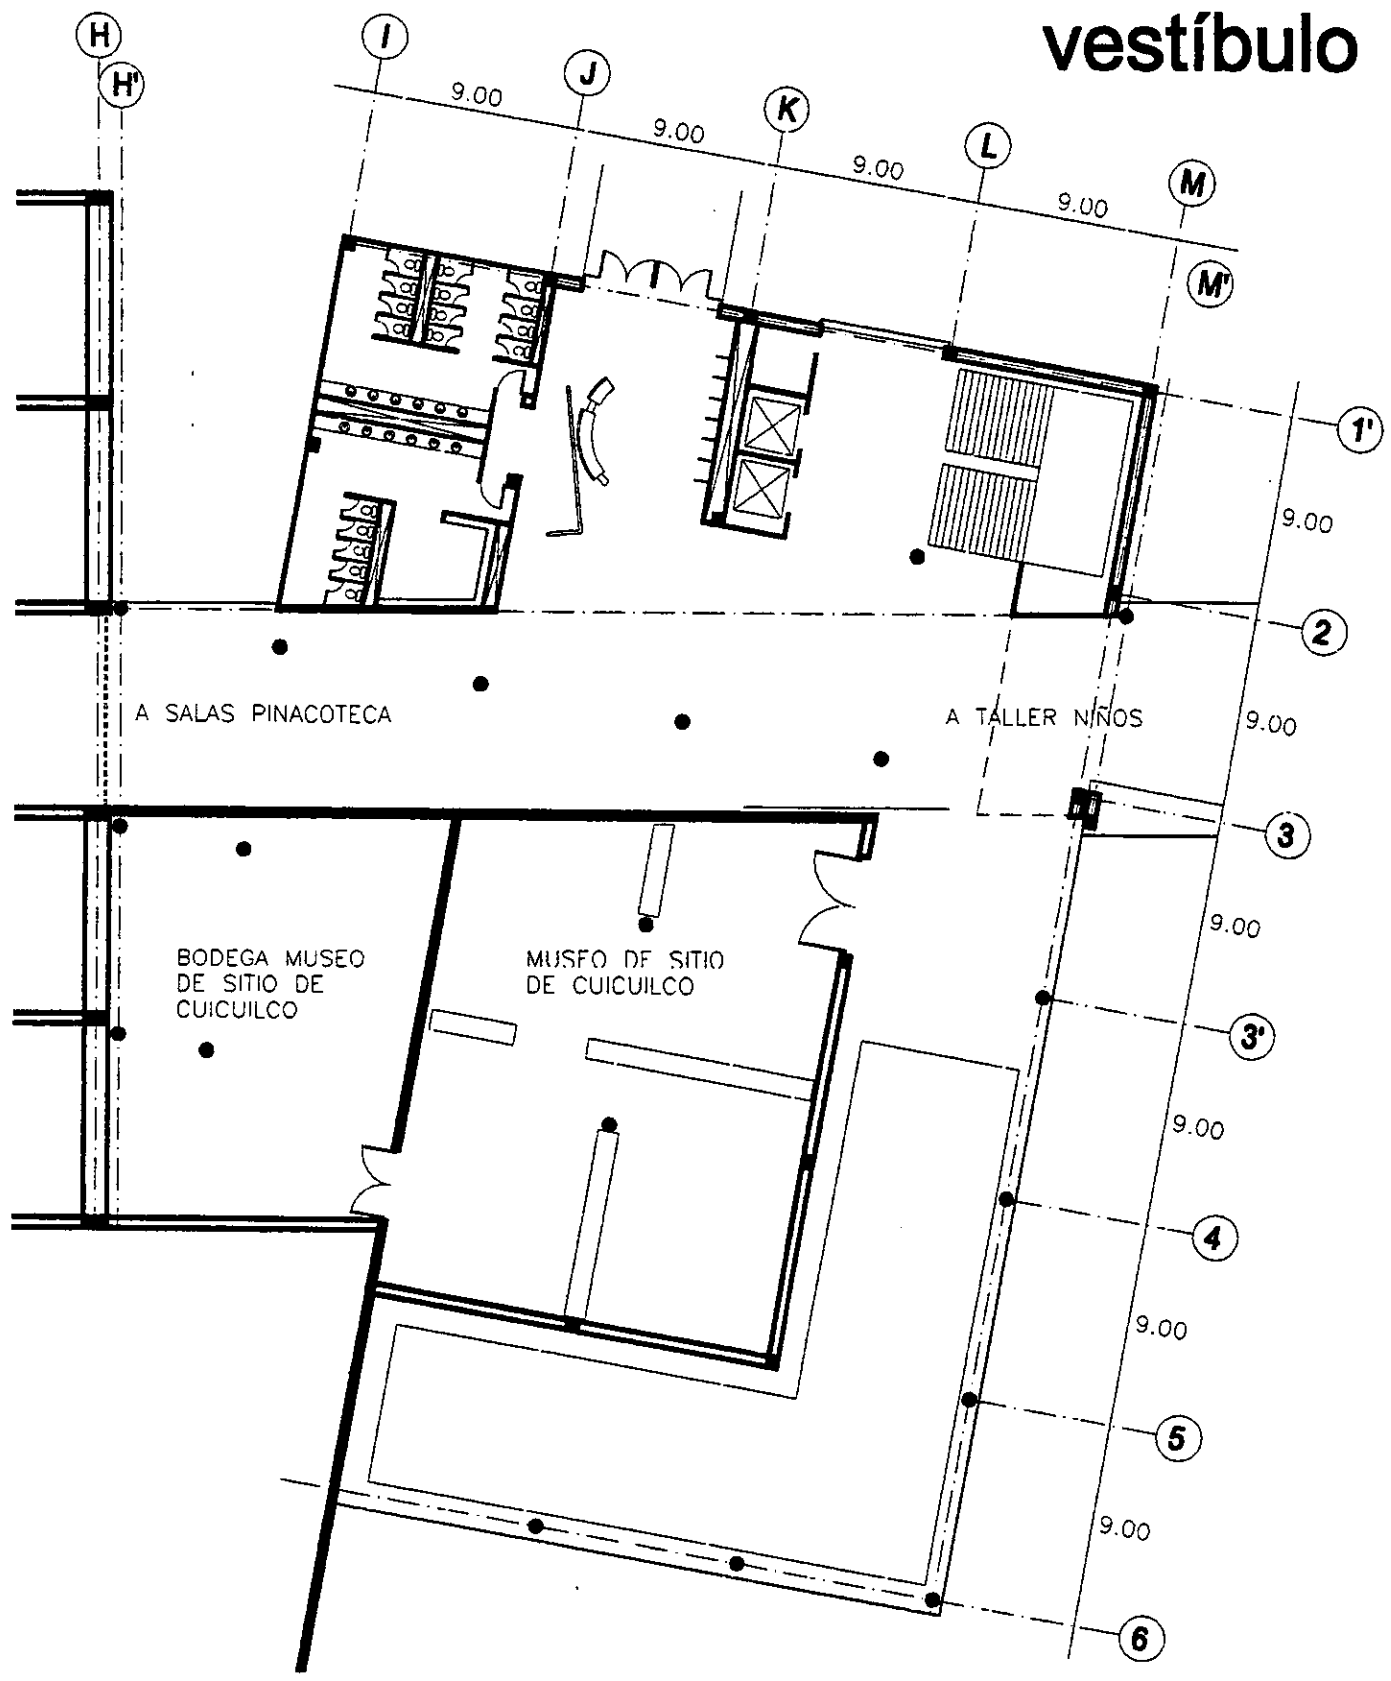 vestíbulo
H
H'
I
J
K
L
M
M'
9.00
9.00
9.00
9.00
1'
9.00
2
9.00
A SALAS PINACOTECA
A TALLER NIÑOS
3
9.00
BODEGA MUSEO
DE SITIO DE
CUICUILCO
MUSEO DE SITIO
DE CUICUILCO
3'
9.00
4
9.00
5
9.00
6